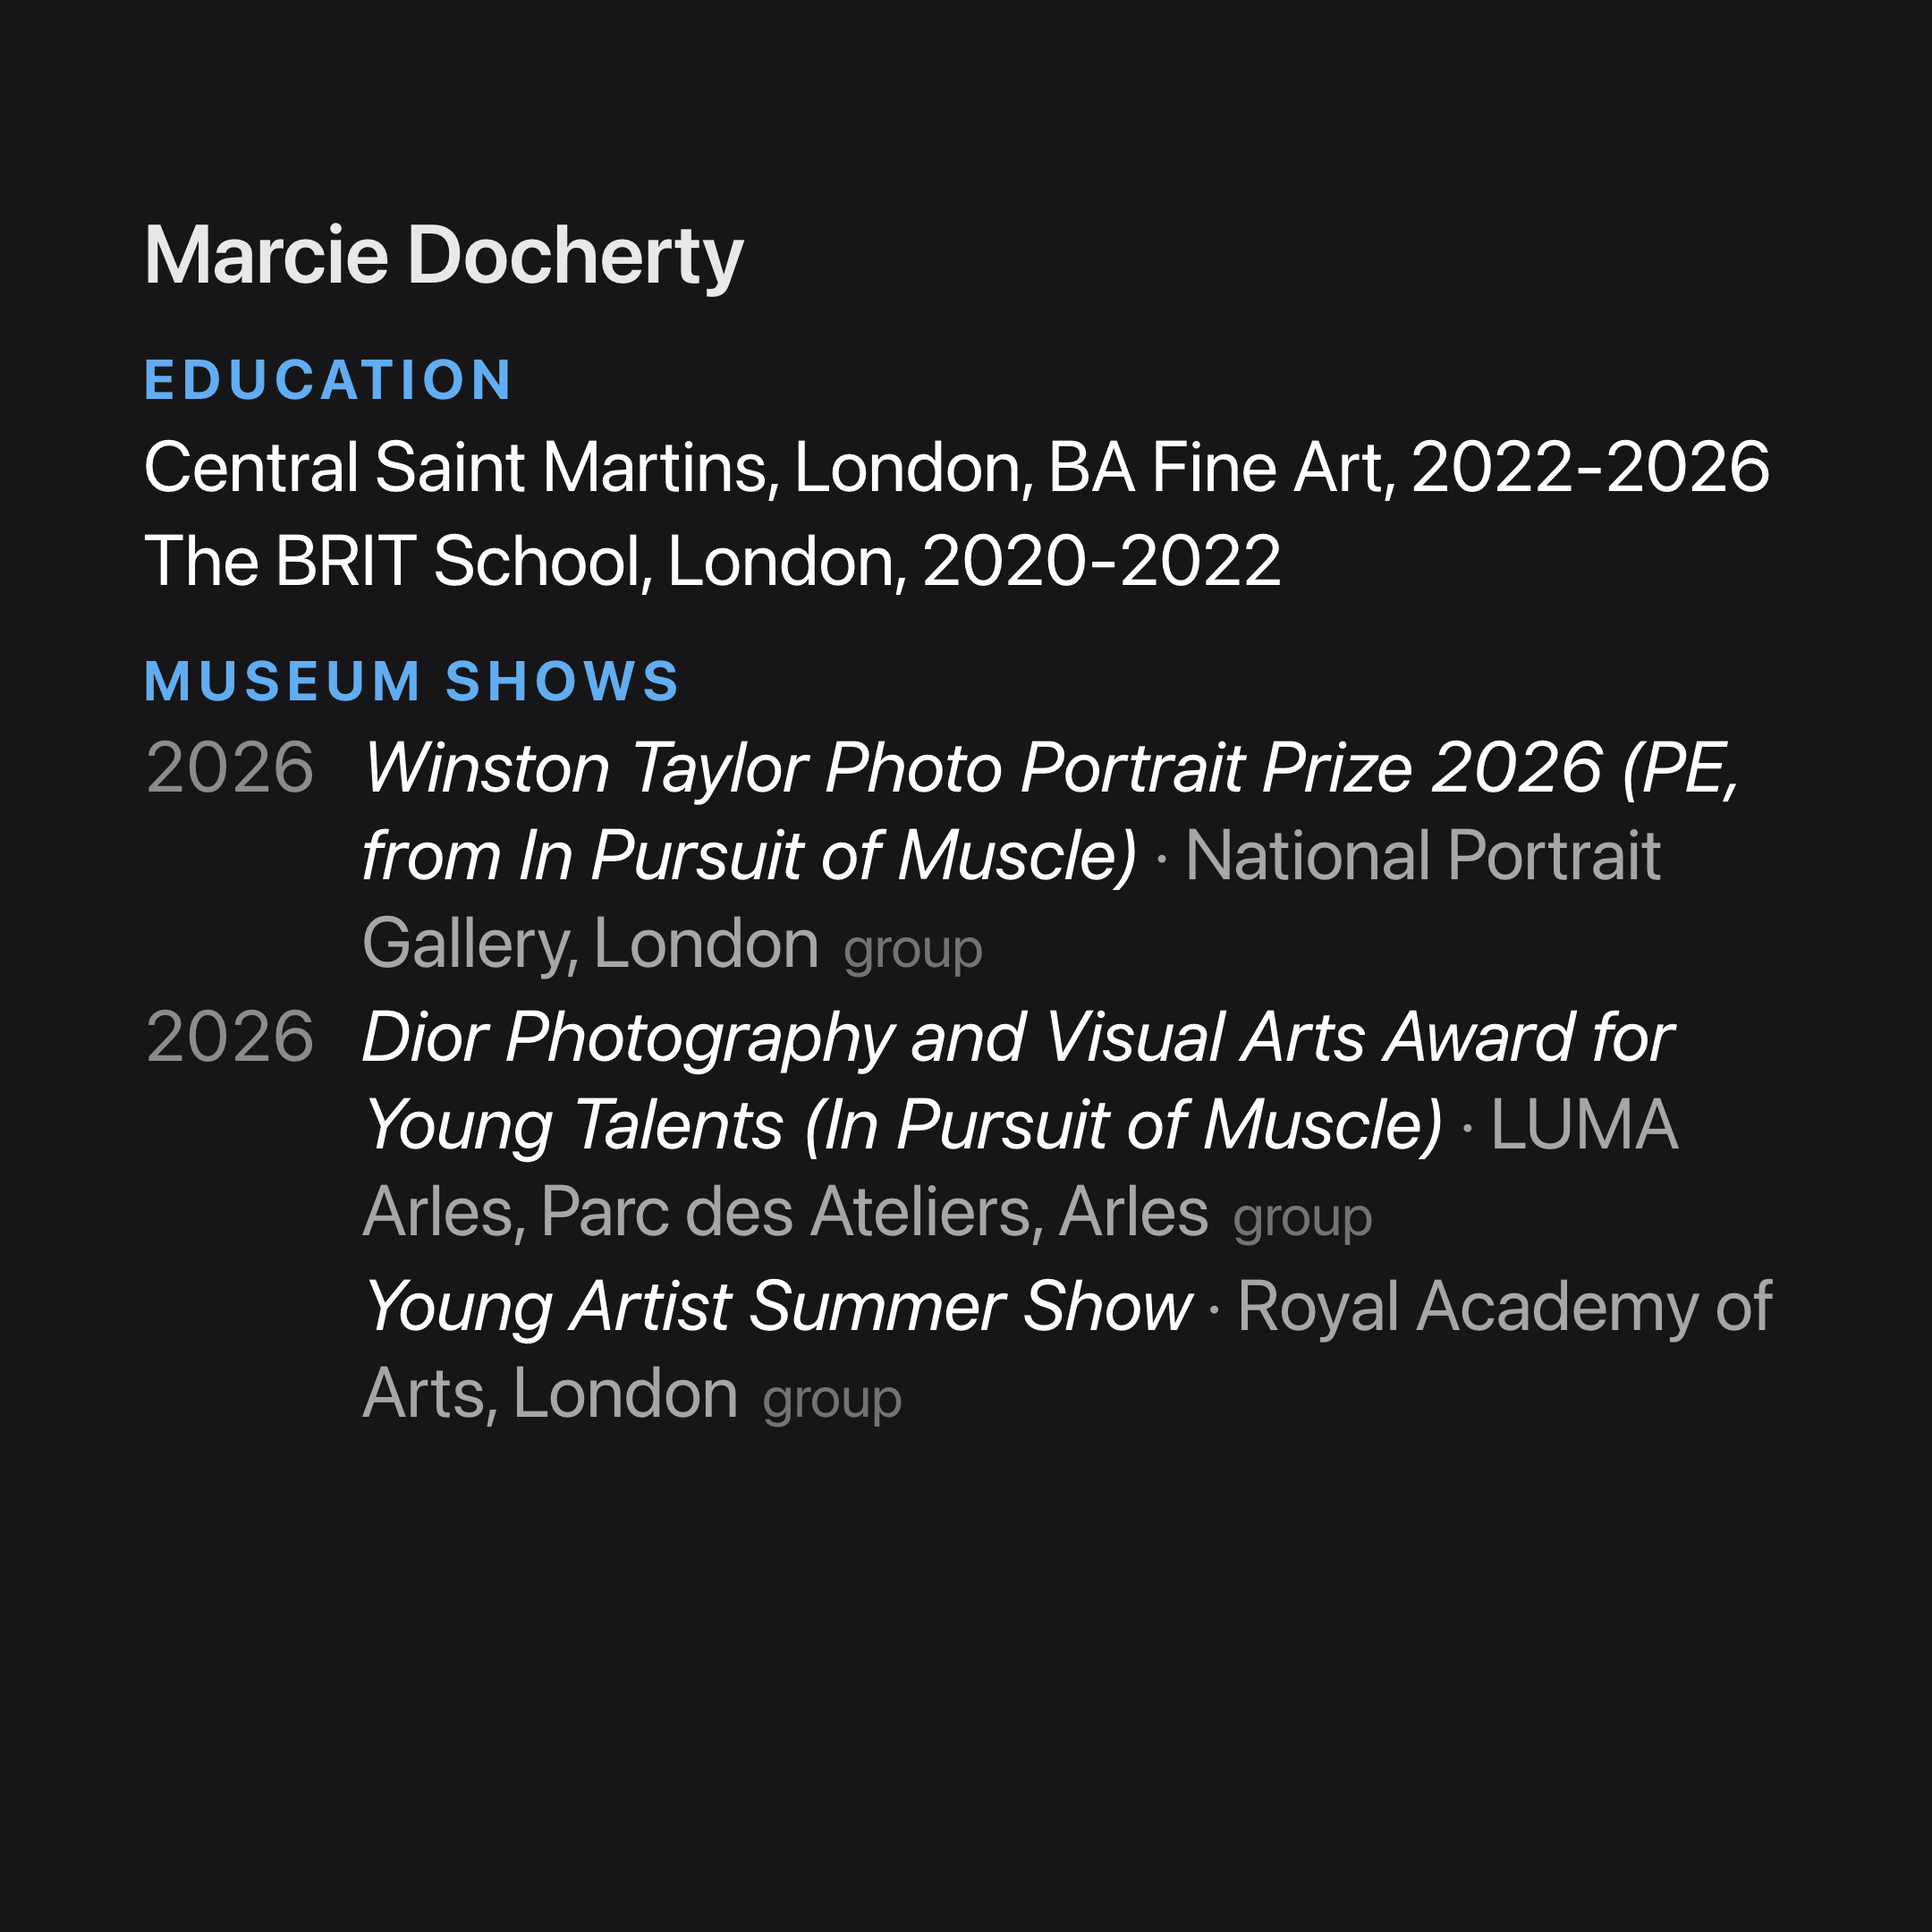 Marcie Docherty
EDUCATION
Central Saint Martins, London, BA Fine Art, 2022-2026
The BRIT School, London, 2020-2022
MUSEUM SHOWS
2026 Winston Taylor Photo Portrait Prize 2026 (PE,
from In Pursuit of Muscle) · National Portrait
Gallery, London group
2026 Dior Photography and Visual Arts Award for
Young Talents (In Pursuit of Muscle) · LUMA
Arles, Parc des Ateliers, Arles group
Young Artist Summer Show · Royal Academy of
Arts, London group